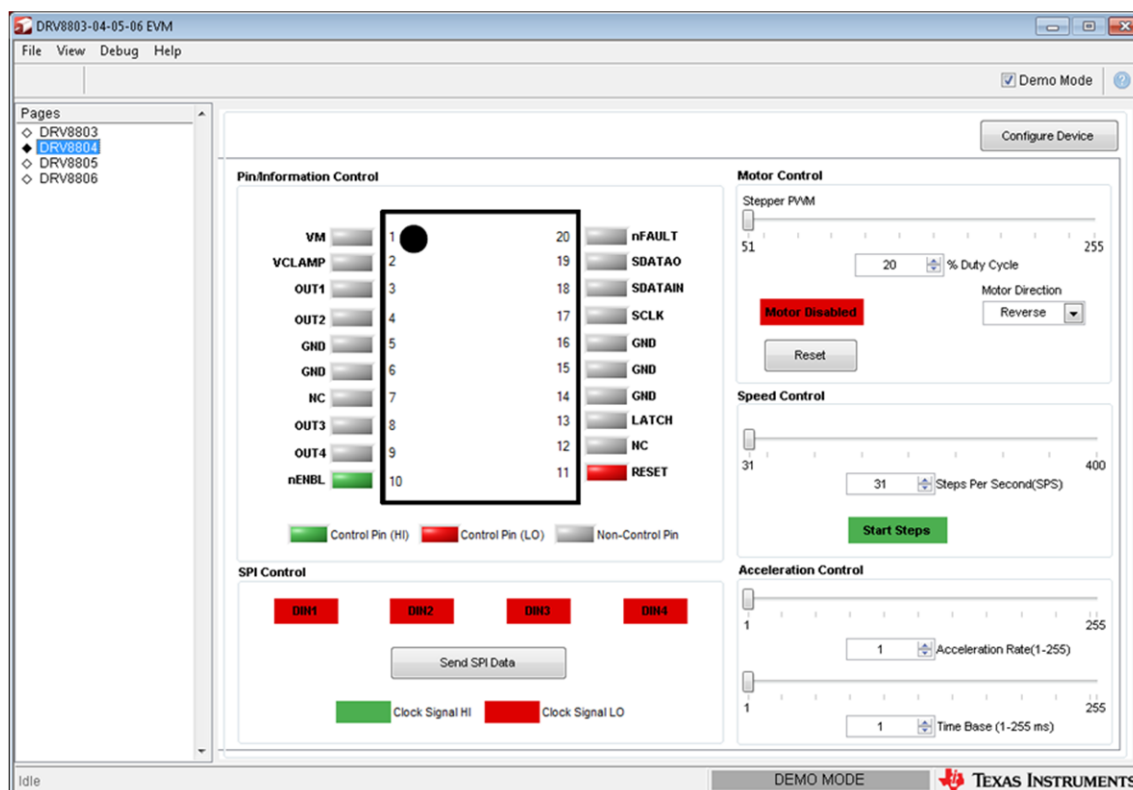 DRV8803-04-05-06 EVM
File View Debug Help
Demo Mode
?
Pages
DRV8803
DRV8804
DRV8805
DRV8806
Configure Device
Pin/Information Control
VM 1 20 nFAULT
VCLAMP 2 19 SDATAO
OUT1 3 18 SDATAIN
OUT2 4 17 SCLK
GND 5 16 GND
GND 6 15 GND
NC 7 14 GND
OUT3 8 13 LATCH
OUT4 9 12 NC
nENBL 10 11 RESET
Control Pin (HI) Control Pin (LO) Non-Control Pin
SPI Control
DIN1 DIN2 DIN3 DIN4
Send SPI Data
Clock Signal HI Clock Signal LO
Motor Control
Stepper PWM
51 255
20 % Duty Cycle
Motor Direction
Motor Disabled Reverse
Reset
Speed Control
31 400
31 Steps Per Second(SPS)
Start Steps
Acceleration Control
1 255
1 Acceleration Rate(1-255)
1 255
1 Time Base (1-255 ms)
Idle
DEMO MODE
TEXAS INSTRUMENTS